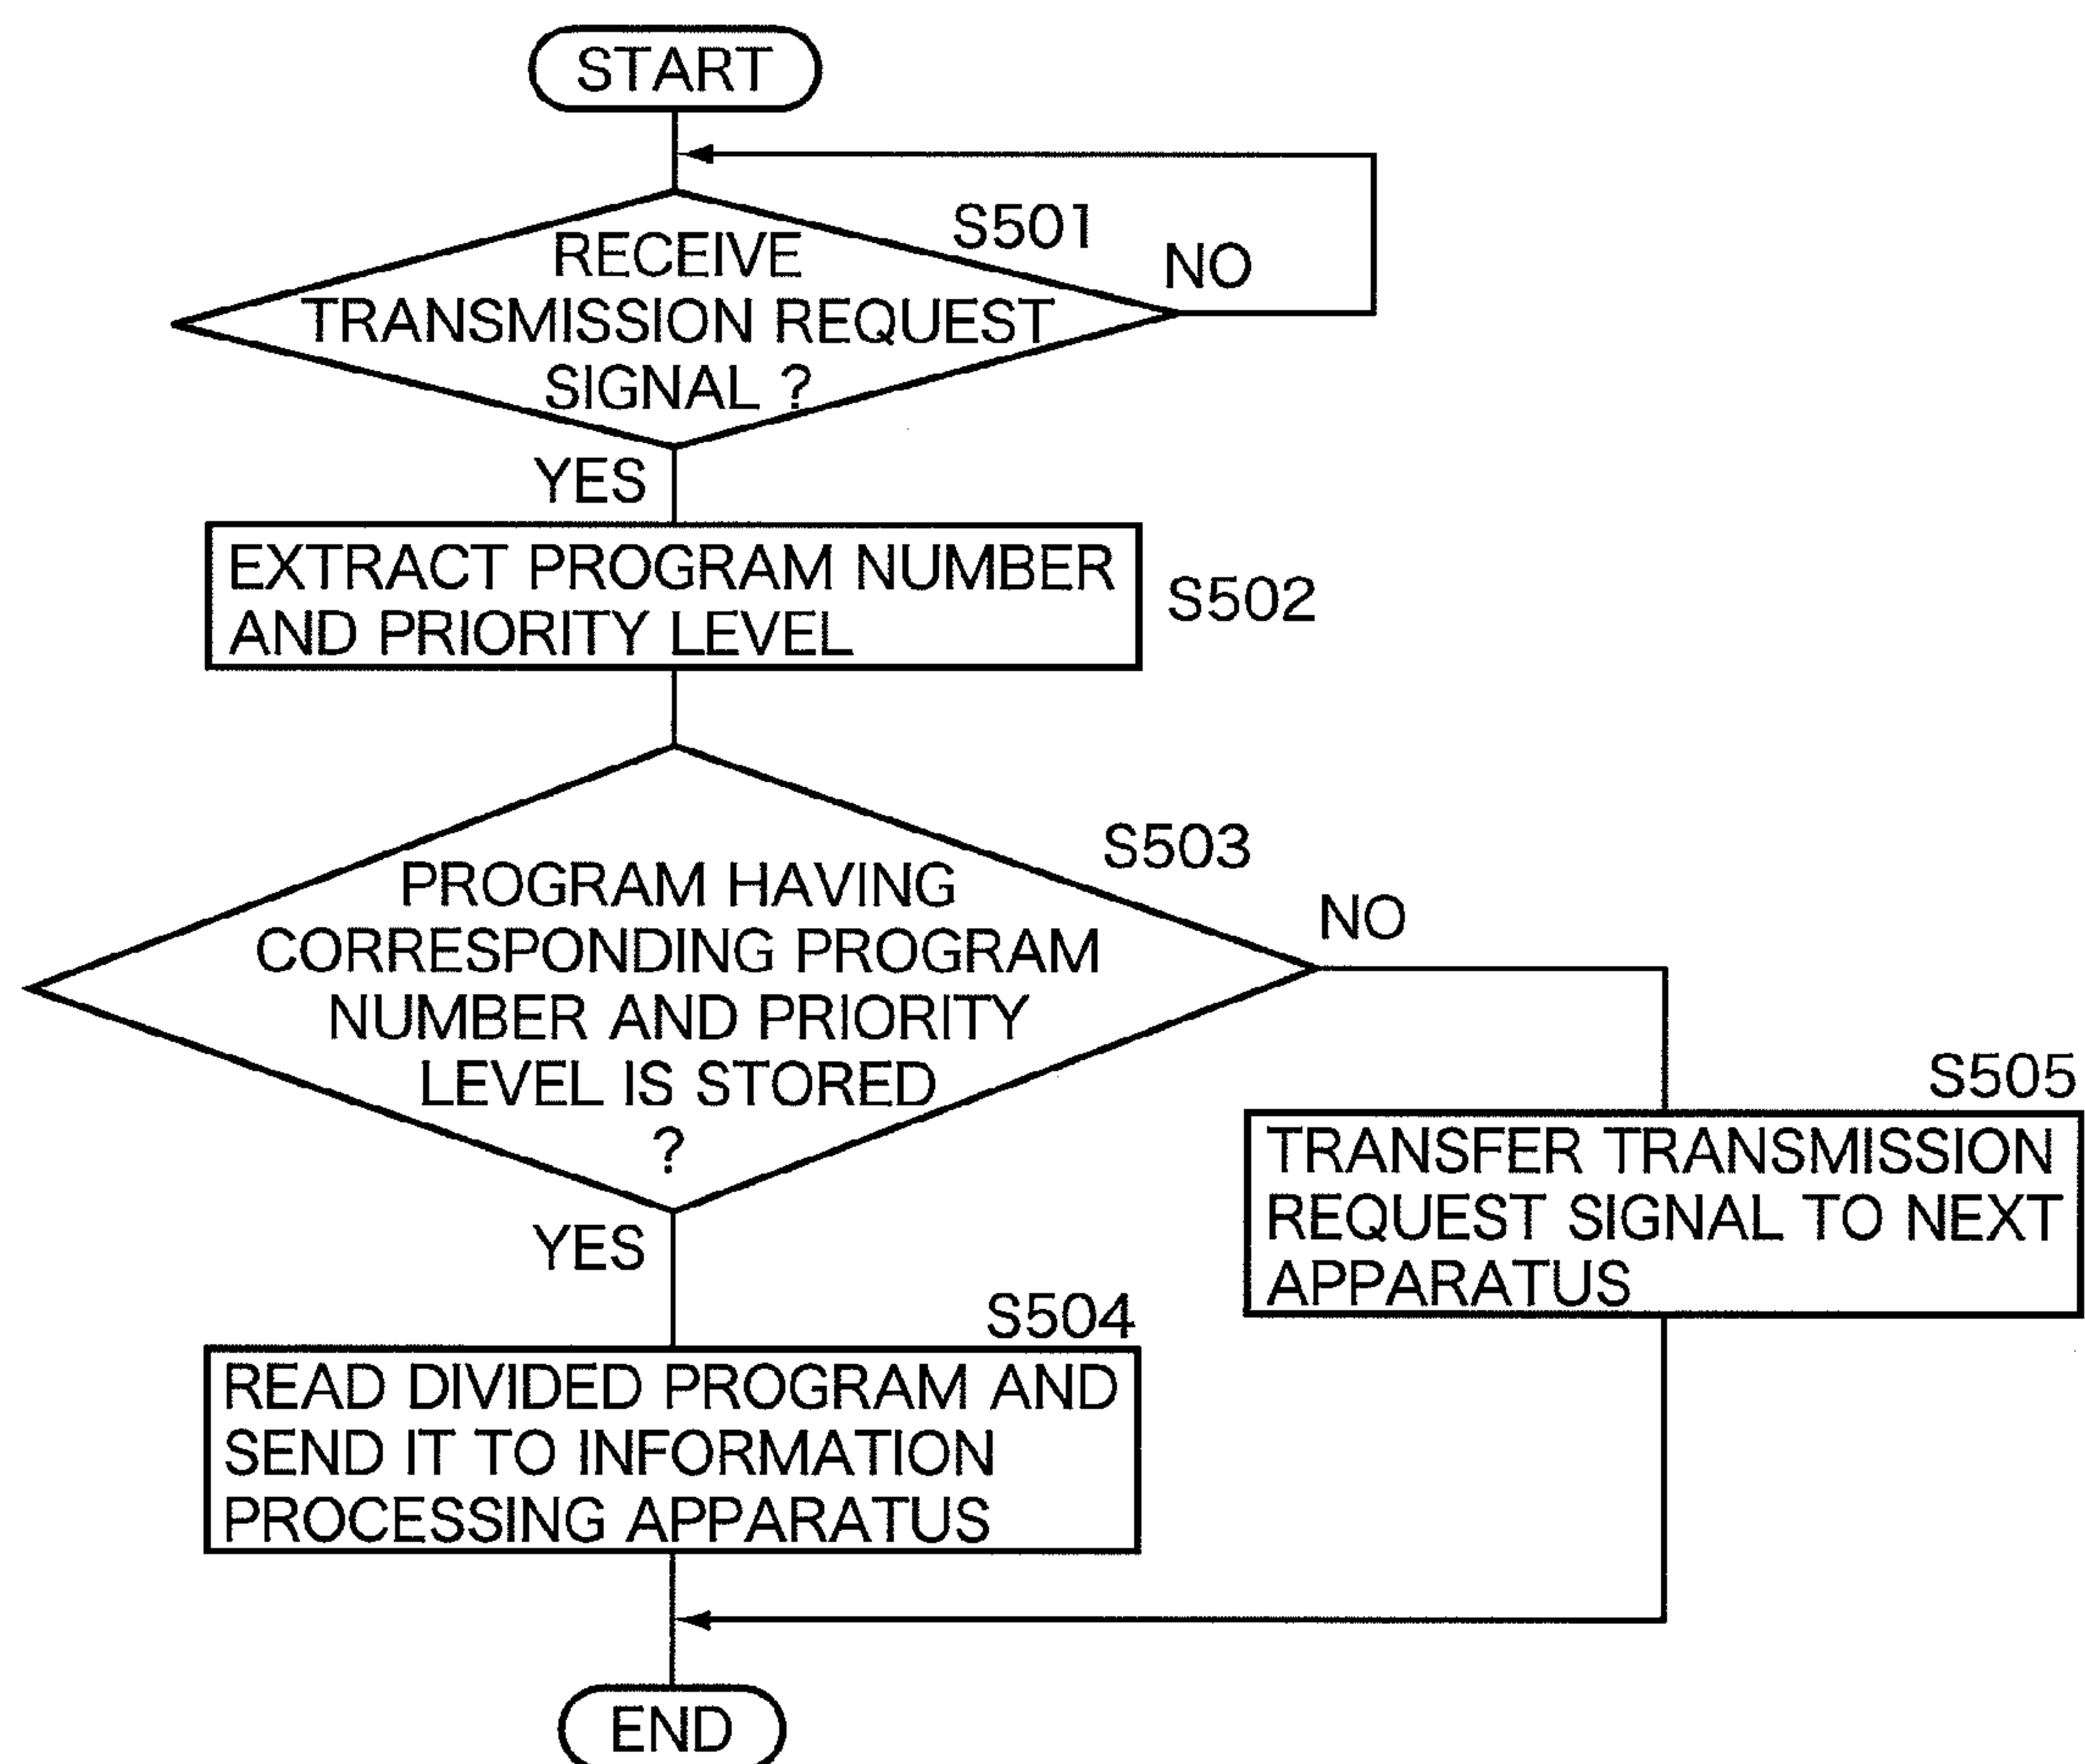 START
S501
RECEIVE
NO
TRANSMISSION REQUEST
SIGNAL ?
YES
EXTRACT PROGRAM NUMBER
AND PRIORITY LEVEL
S502
S503
PROGRAM HAVING
NO
CORRESPONDING PROGRAM
NUMBER AND PRIORITY
LEVEL IS STORED
?
YES
S505
TRANSFER TRANSMISSION
REQUEST SIGNAL TO NEXT
APPARATUS
S504
READ DIVIDED PROGRAM AND
SEND IT TO INFORMATION
PROCESSING APPARATUS
END